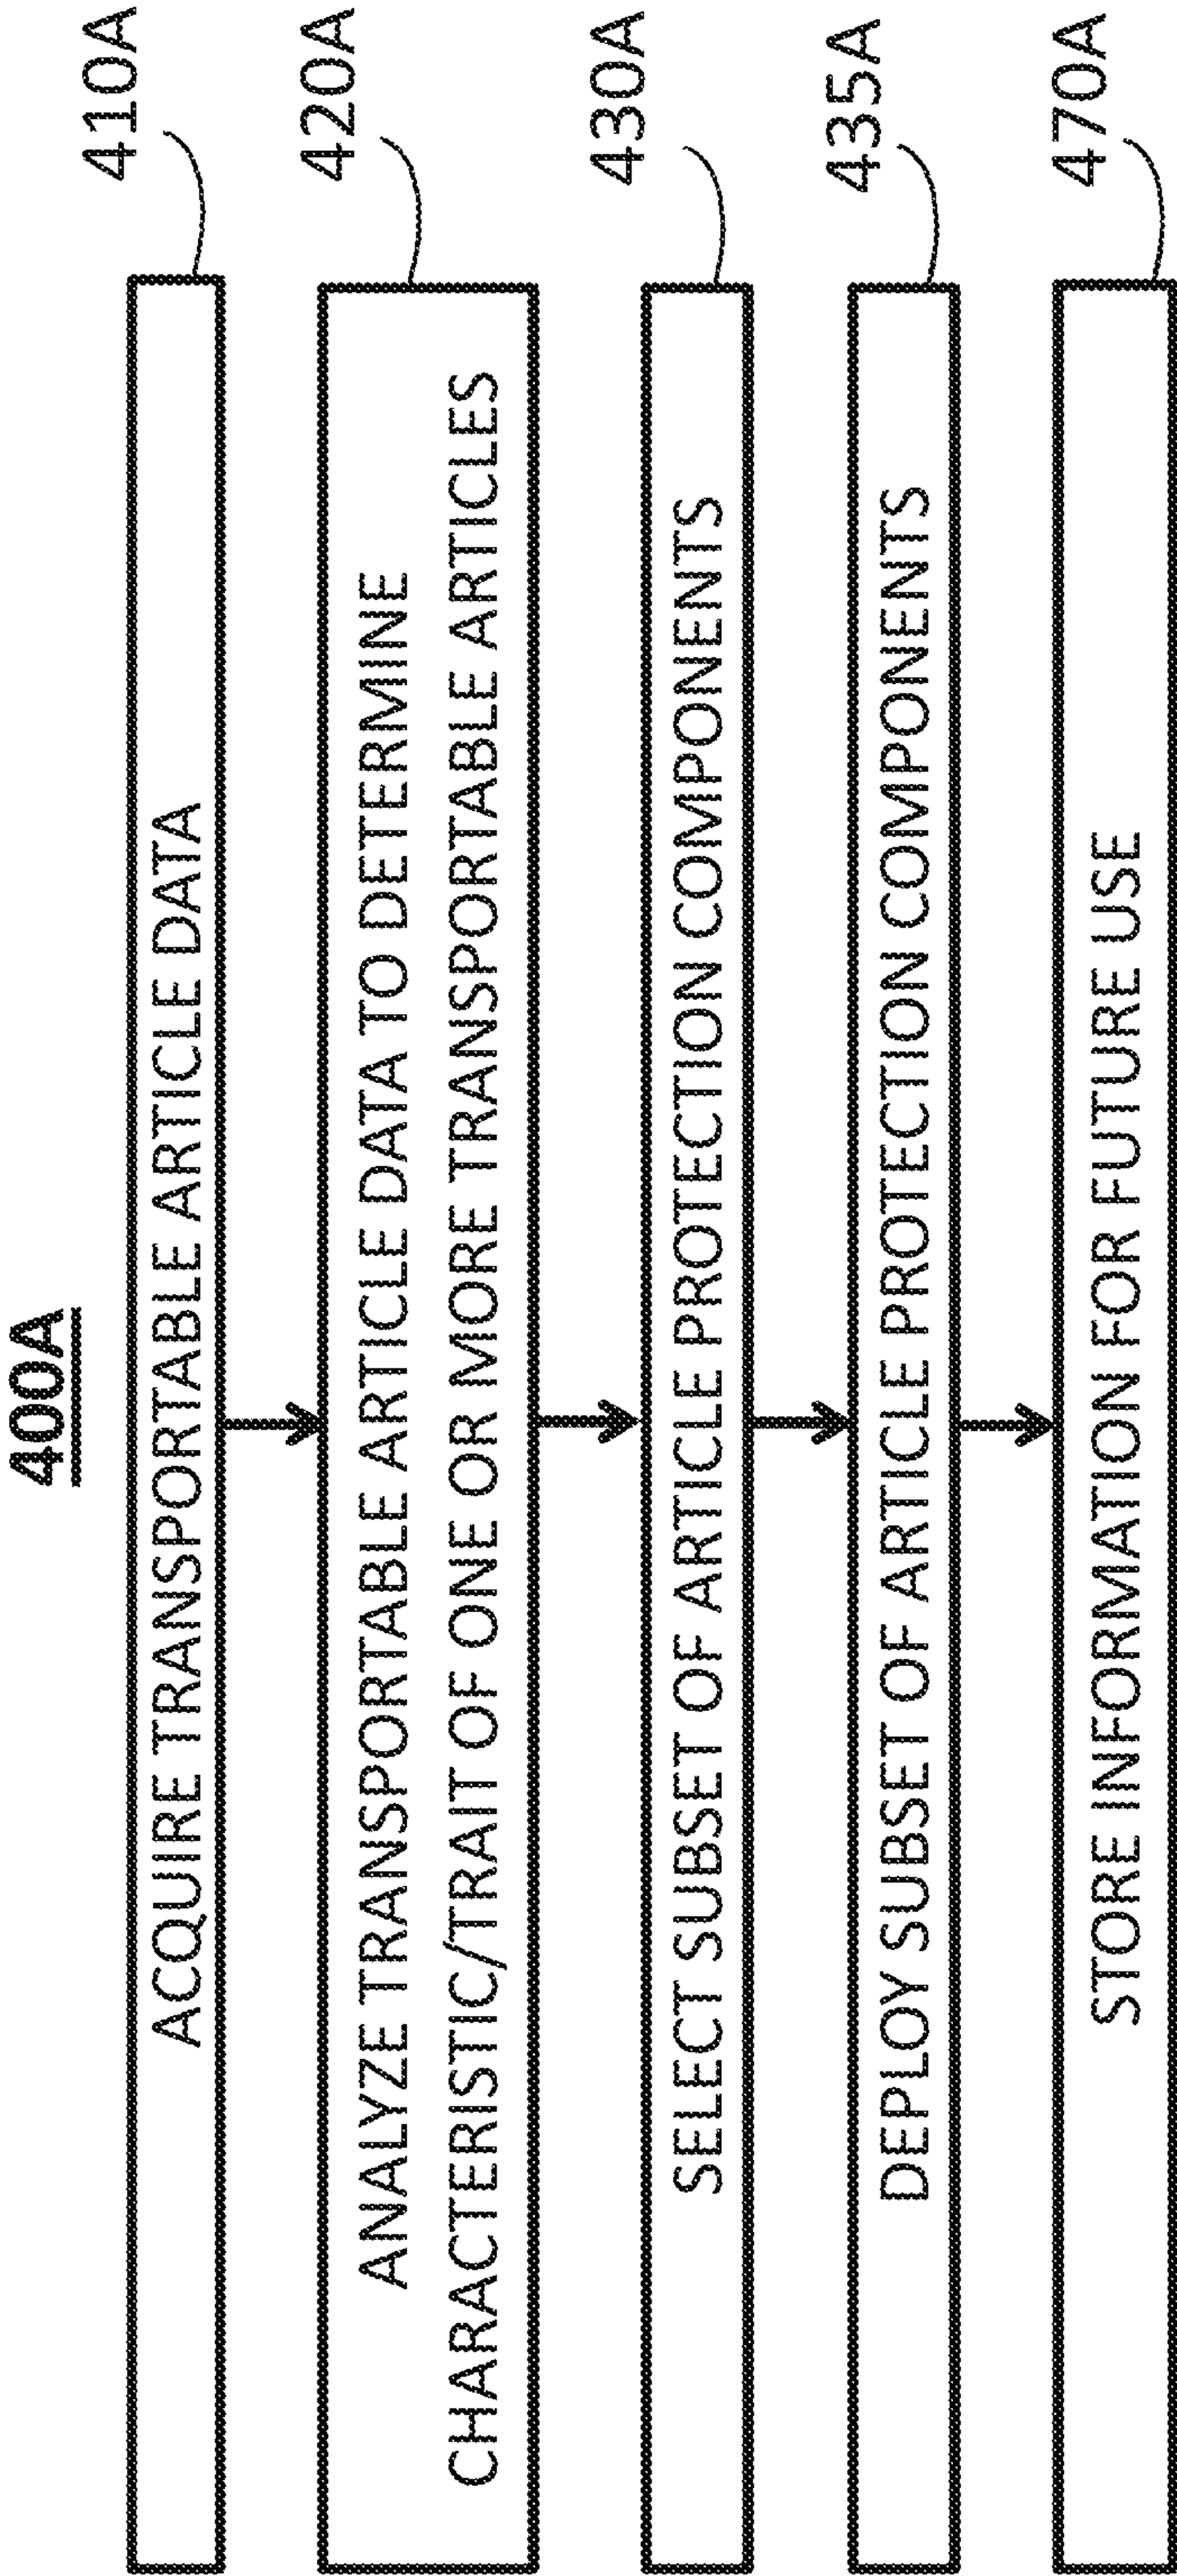 400A
ACQUIRE TRANSPORTABLE ARTICLE DATA
410A
ANALYZE TRANSPORTABLE ARTICLE DATA TO DETERMINE
CHARACTERISTIC/TRAIT OF ONE OR MORE TRANSPORTABLE ARTICLES
420A
SELECT SUBSET OF ARTICLE PROTECTION COMPONENTS
430A
DEPLOY SUBSET OF ARTICLE PROTECTION COMPONENTS
435A
STORE INFORMATION FOR FUTURE USE
470A